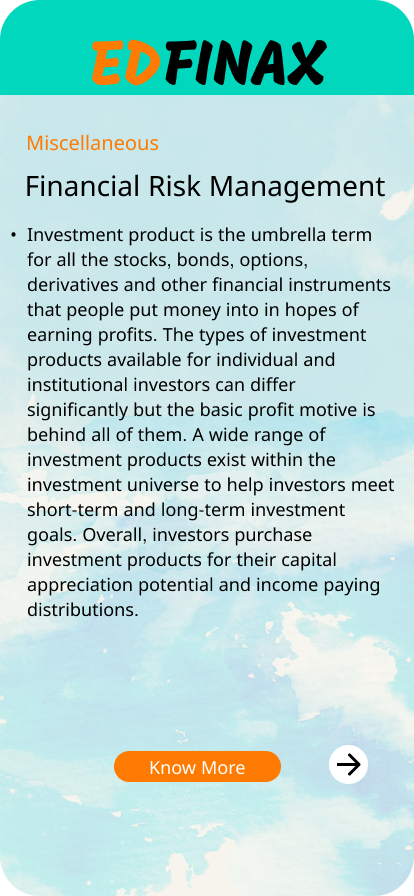 EDFINAX
Miscellaneous
Financial Risk Management
• Investment product is the umbrella term
for all the stocks, bonds, options,
derivatives and other financial instruments
that people put money into in hopes of
earning profits. The types of investment
products available for individual and
institutional investors can differ
significantly but the basic profit motive is
behind all of them. A wide range of
investment products exist within the
investment universe to help investors meet
short-term and long-term investment
goals. Overall, investors purchase
investment products for their capital
appreciation potential and income paying
distributions.
Know More